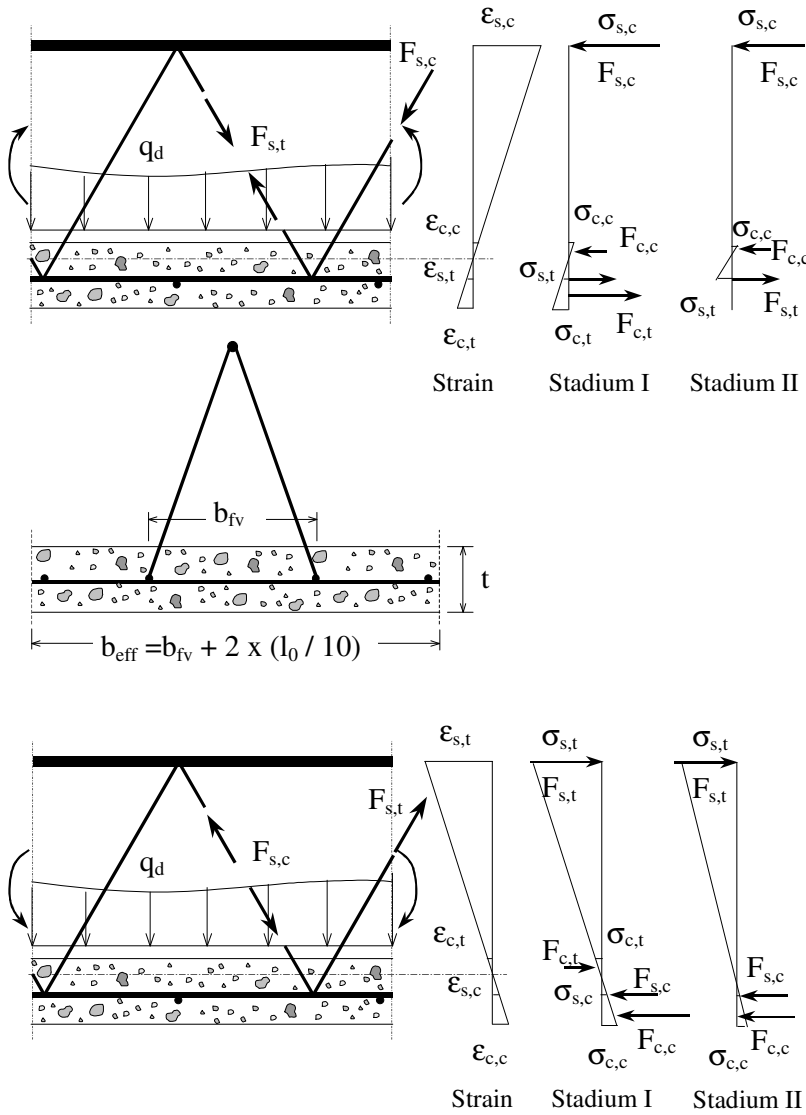 ε_s,c
σ_s,c
σ_s,c
F_s,c
F_s,c
F_s,c
F_s,t
q_d
σ_c,c
ε_c,c
F_c,c
σ_c,c
F_c,c
ε_s,t
σ_s,t
σ_s,t
F_s,t
ε_c,t
σ_c,t
F_c,t
Strain
Stadium I
Stadium II
b_fv
t
b_eff =b_fv + 2 x (l_0 / 10)
ε_s,t
σ_s,t
σ_s,t
F_s,t
F_s,t
F_s,t
q_d
F_s,c
ε_c,t
F_c,t
σ_c,t
ε_s,c
σ_s,c
F_s,c
F_s,c
F_c,c
F_c,c
ε_c,c
σ_c,c
σ_c,c
Strain
Stadium I
Stadium II